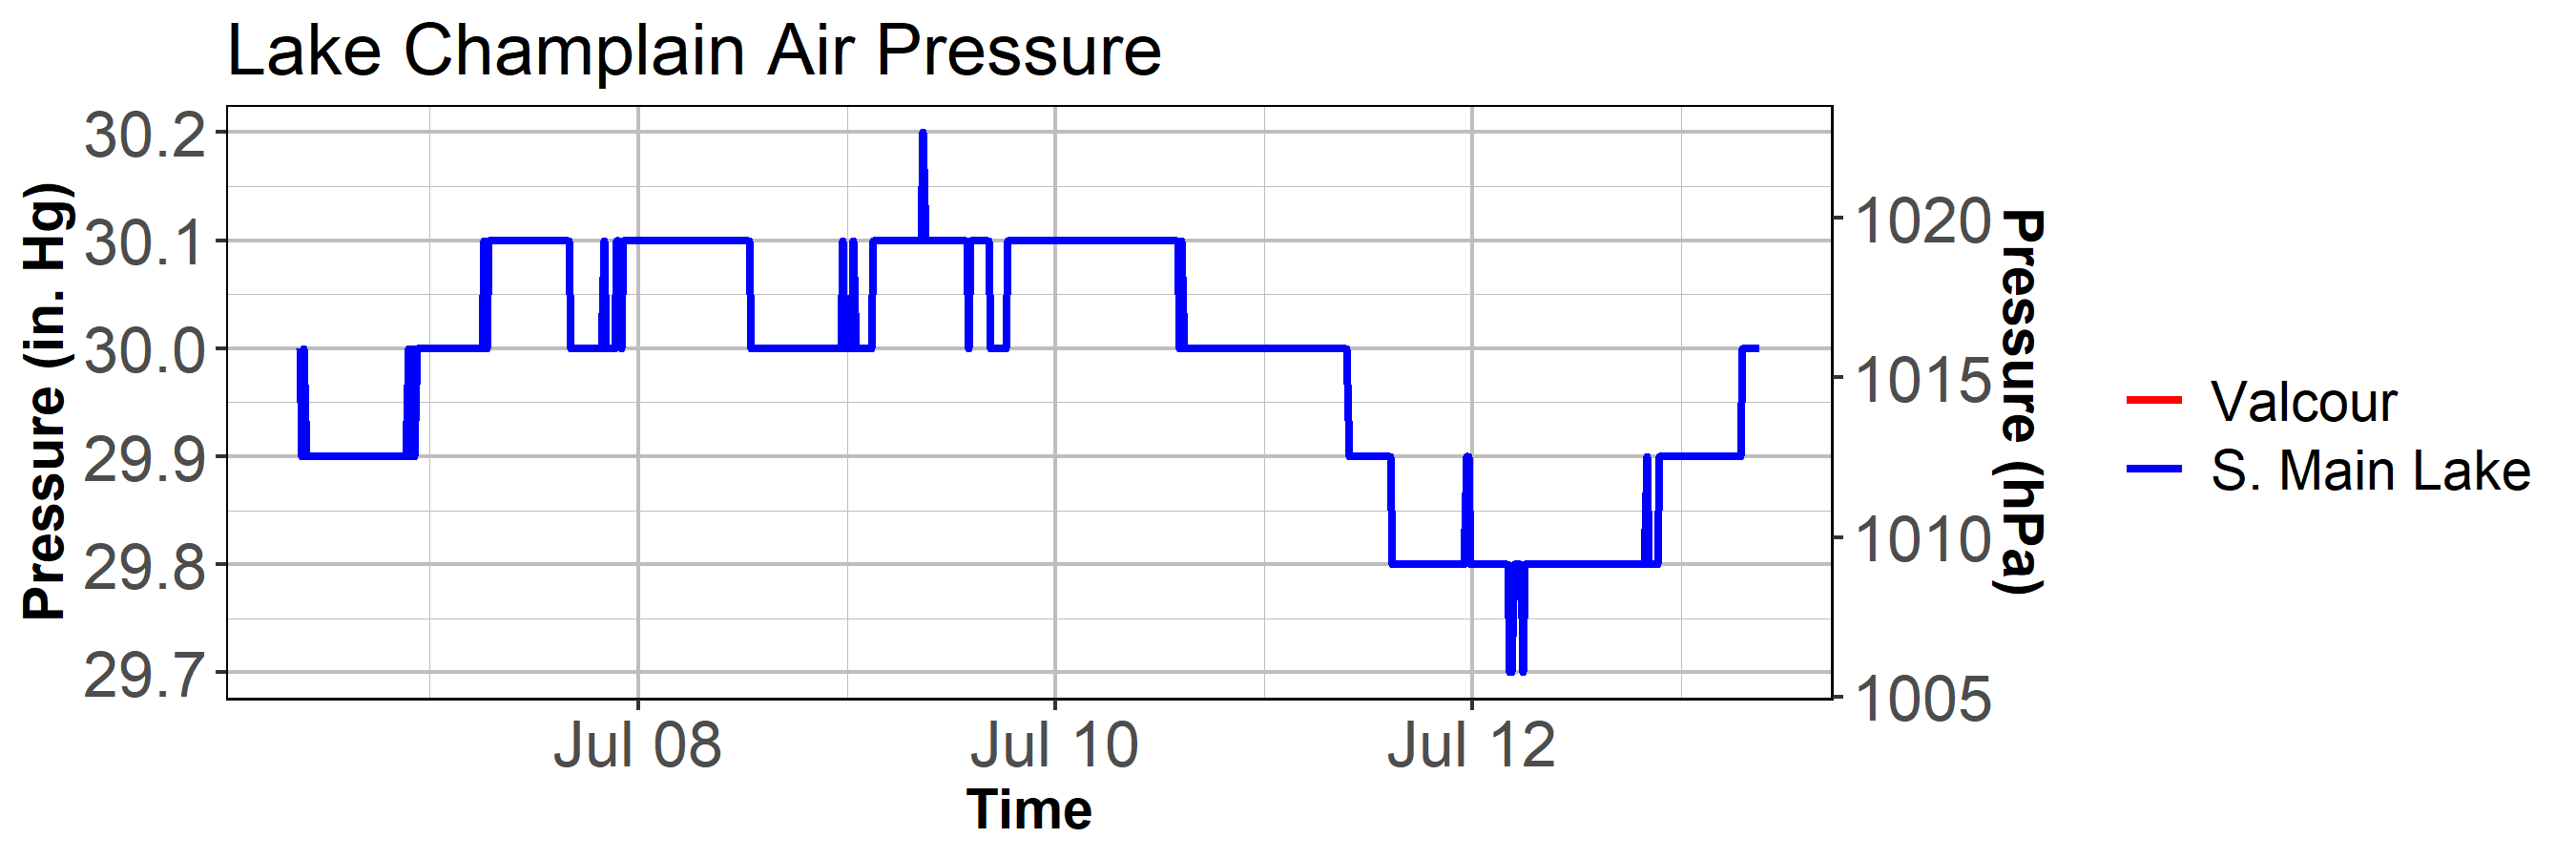 Lake Champlain Air Pressure
30.2
30.1
30.0
29.9
29.8
29.7
Pressure (in. Hg)
1020
1015
1010
1005
Pressure (hPa)
Jul 08
Jul 10
Jul 12
Time
Valcour
S. Main Lake